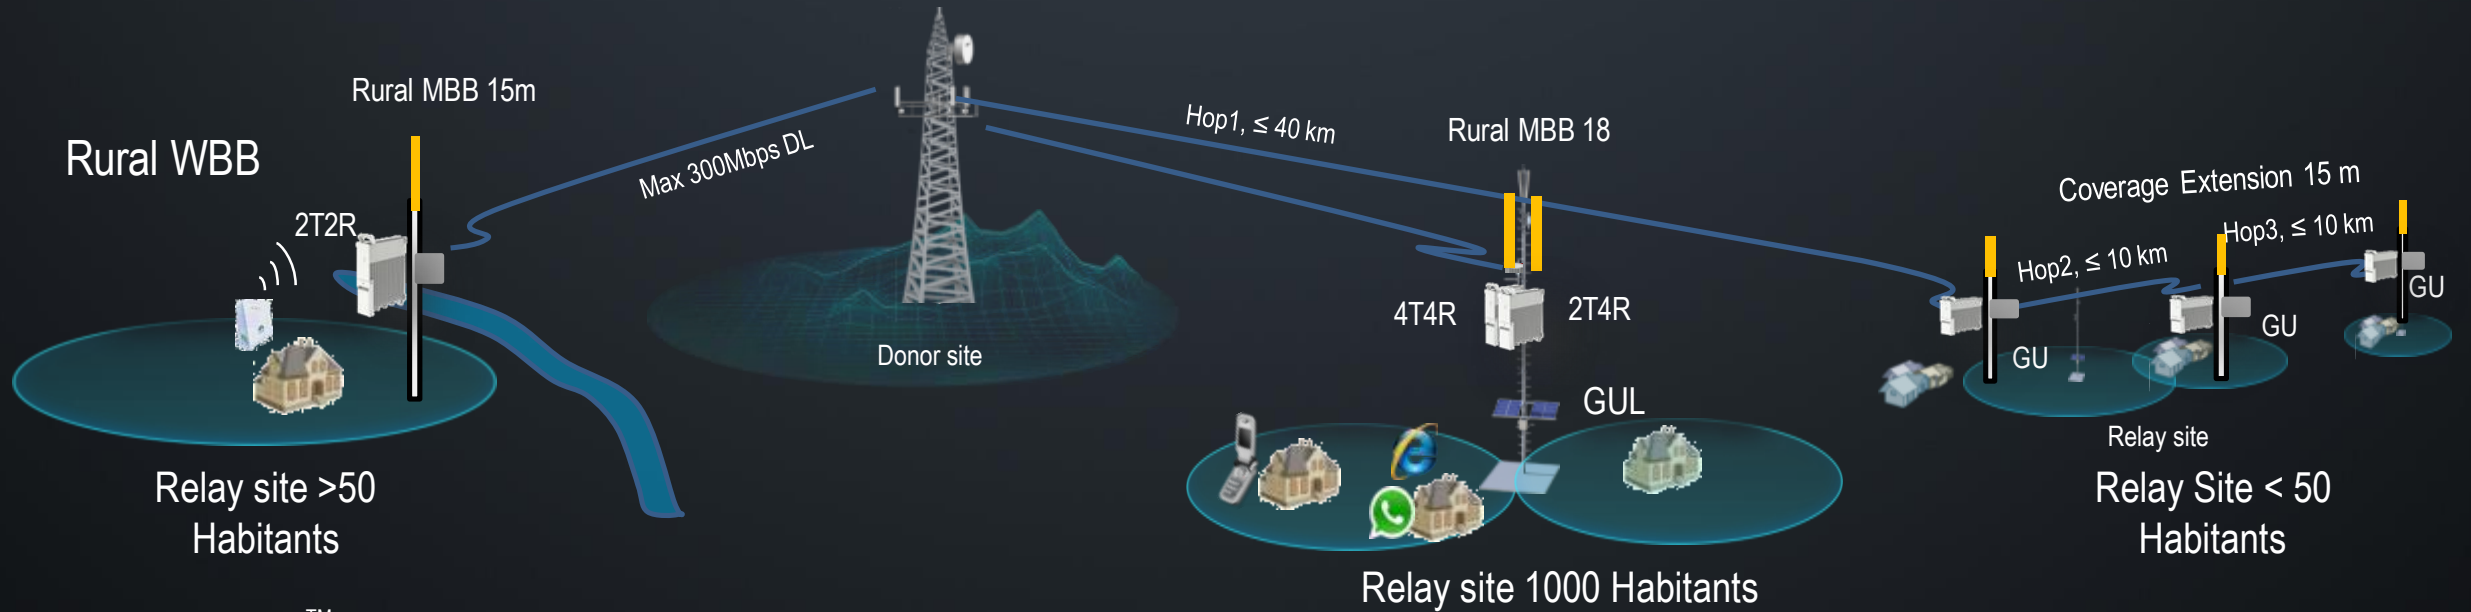 Rural WBB
Rural MBB 15m
2T2R
Max 300Mbps DL
Relay site >50
Habitants
Donor site
Hop1, ≤ 40 km
Rural MBB 18
4T4R
2T4R
GUL
Relay site 1000 Habitants
Coverage Extension 15 m
Hop2, ≤ 10 km
Hop3, ≤ 10 km
GU
GU
GU
Relay site
Relay Site < 50
Habitants
TM